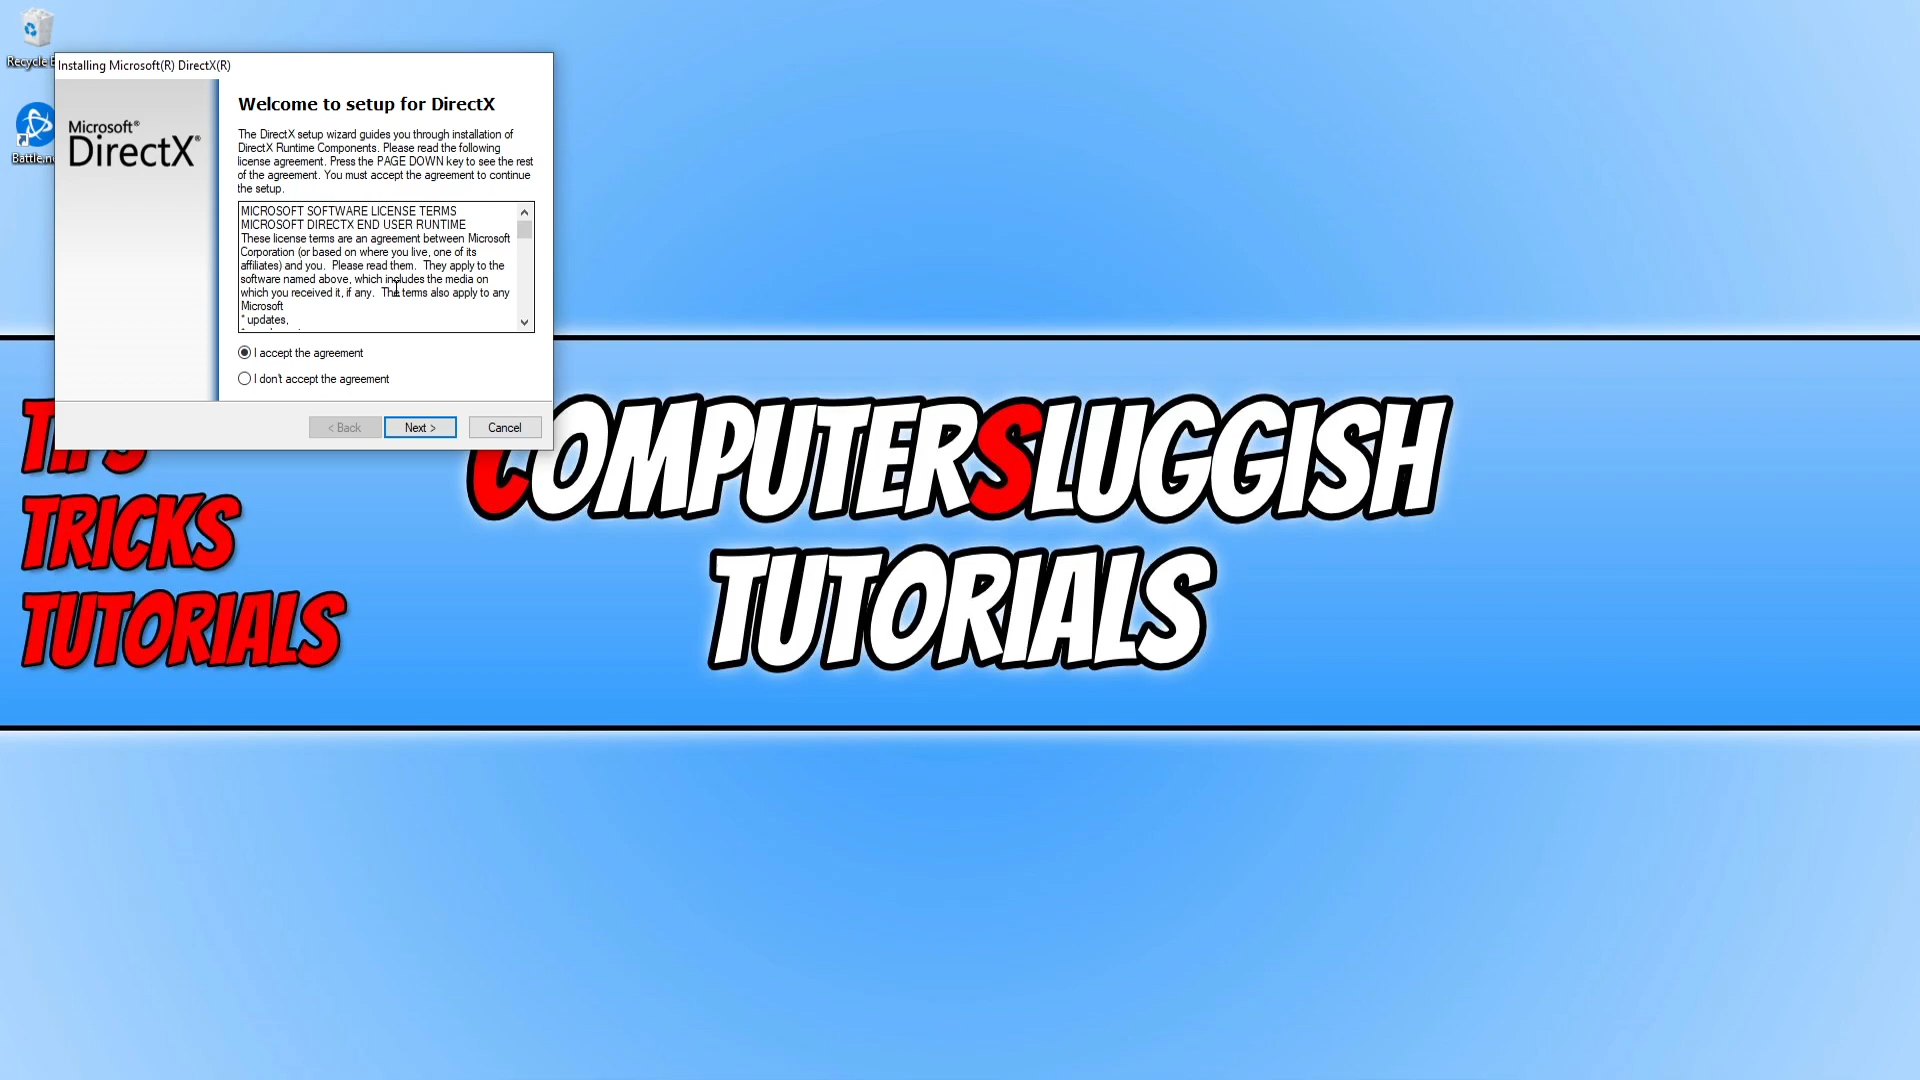 Recycle
Battle.n
Installing Microsoft(R) DirectX(R)
Microsoft®
DirectX®
Welcome to setup for DirectX
The DirectX setup wizard guides you through installation of
DirectX Runtime Components. Please read the following
license agreement. Press the PAGE DOWN key to see the rest
of the agreement. You must accept the agreement to continue
the setup.
MICROSOFT SOFTWARE LICENSE TERMS
MICROSOFT DIRECTX END USER RUNTIME
These license terms are an agreement between Microsoft
Corporation (or based on where you live, one of its
affiliates) and you.  Please read them.  They apply to the
software named above, which includes the media on
which you received it, if any.  The terms also apply to any
Microsoft
* updates,
I accept the agreement
I don't accept the agreement
< Back
Next >
Cancel
TIPS
TRICKS
TUTORIALS
COMPUTERSLUGGISH
TUTORIALS